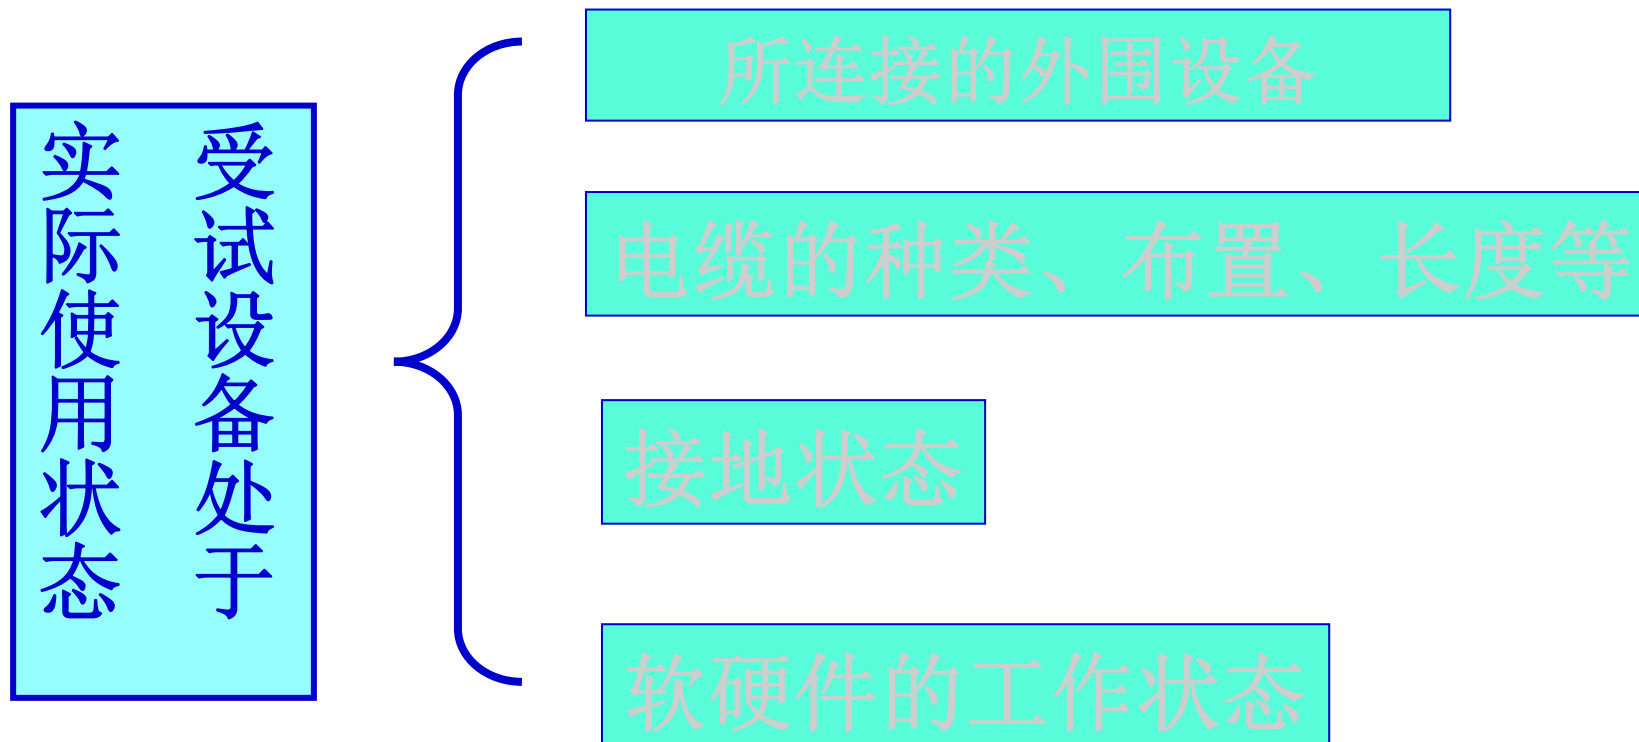 受试设备处于
实际使用状态
所连接的外围设备
电缆的种类、布置、长度等
接地状态
软硬件的工作状态